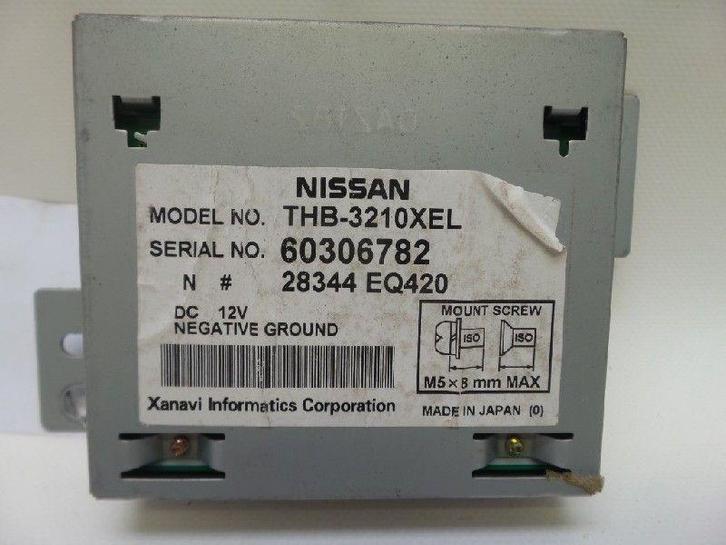 NISSAN
MODEL NO. THB-3210XEL
SERIAL NO. 60306782
N # 28344 EQ420
DC 12V
NEGATIVE GROUND
MOUNT SCREW
ISO ISO
M5×8 mm MAX
Xanavi Informatics Corporation
MADE IN JAPAN (0)